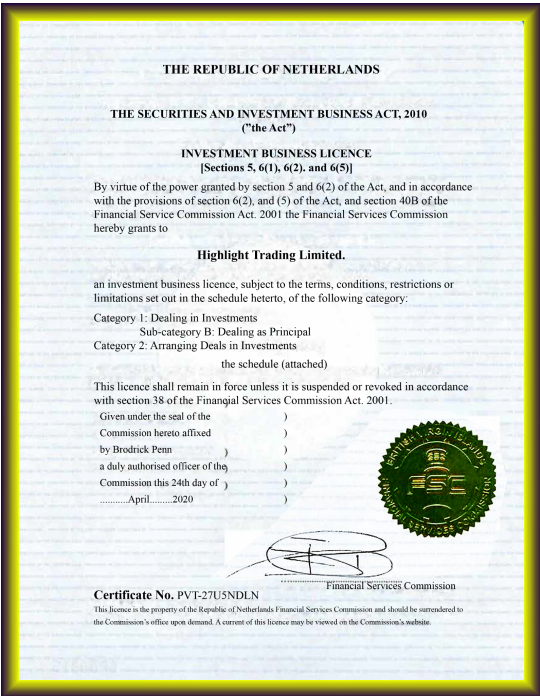 THE REPUBLIC OF NETHERLANDS
THE SECURITIES AND INVESTMENT BUSINESS ACT, 2010
("the Act")
INVESTMENT BUSINESS LICENCE
[Sections 5, 6(1), 6(2). and 6(5)]
By virtue of the power granted by section 5 and 6(2) of the Act, and in accordance
with the provisions of section 6(2), and (5) of the Act, and section 40B of the
Financial Service Commission Act. 2001 the Financial Services Commission
hereby grants to
Highlight Trading Limited.
an investment business licence, subject to the terms, conditions, restrictions or
limitations set out in the schedule heterto, of the following category:
Category 1: Dealing in Investments
Sub-category B: Dealing as Principal
Category 2: Arranging Deals in Investments
the schedule (attached)
This licence shall remain in force unless it is suspended or revoked in accordance
with section 38 of the Finanqial Services Commission Act. 2001.
Given under the seal of the )
Commission hereto affixed )
by Brodrick Penn ) )
a duly authorised officer of the) )
Commission this 24th day of ) )
..........April.........2020 )
FSC
Financial Services Commission
Certificate No. PVT-27U5NDLN
This licence is the property of the Republic of Netherlands Financial Services Commission and should be surrendered to
the Commission's office upon demand. A current of this licence may be viewed on the Commission's website.